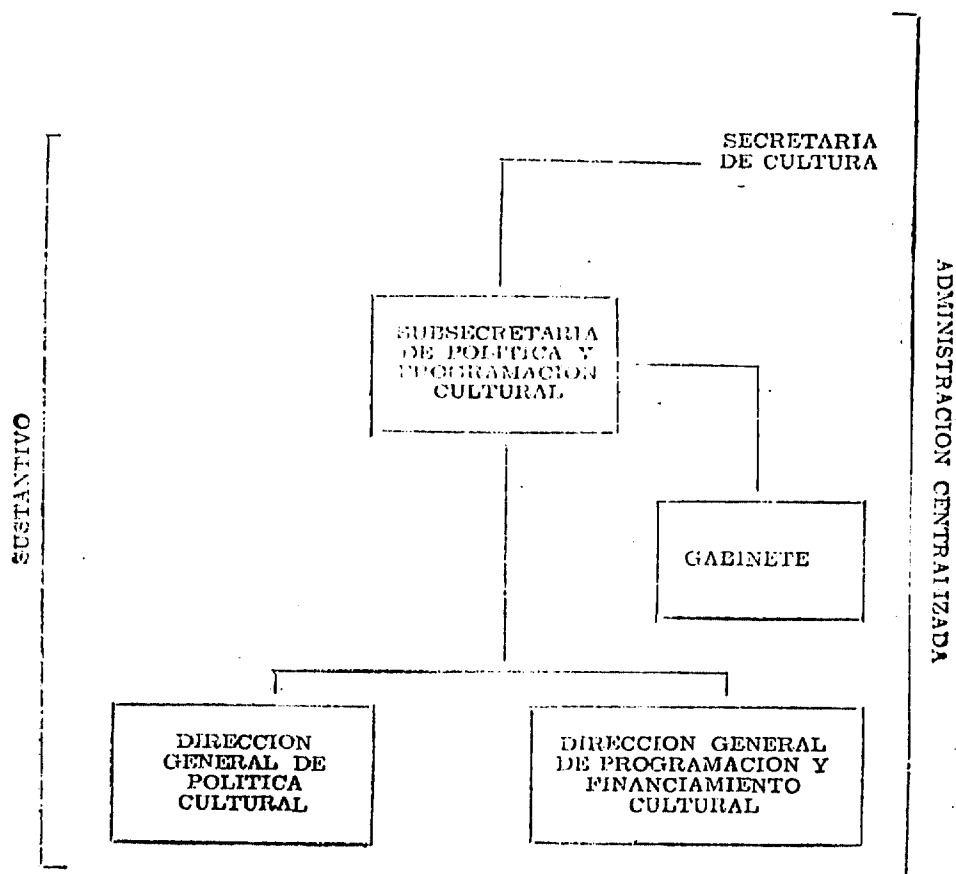 SECRETARIA
DE CULTURA
SUBSECRETARIA
DE POLITICA Y
PROGRAMACION
CULTURAL
SUSTANTIVO
ADMINISTRACION CENTRALIZADA
GABINETE
DIRECCION
GENERAL DE
POLITICA
CULTURAL
DIRECCION GENERAL
DE PROGRAMACION Y
FINANCIAMIENTO
CULTURAL